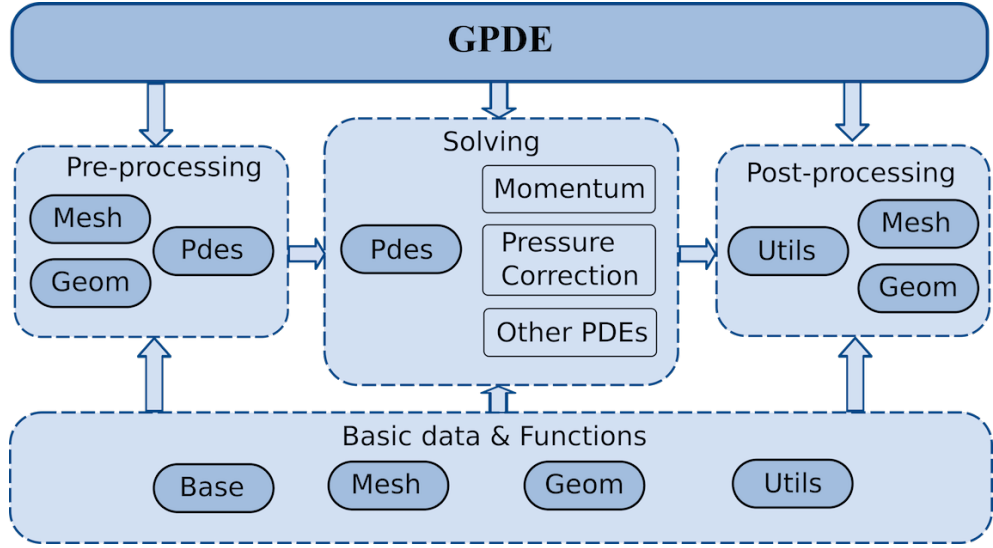 GPDE
Pre-processing
Mesh
Pdes
Geom
Solving
Pdes
Momentum
Pressure
Correction
Other PDEs
Post-processing
Utils
Mesh
Geom
Basic data & Functions
Base
Mesh
Geom
Utils